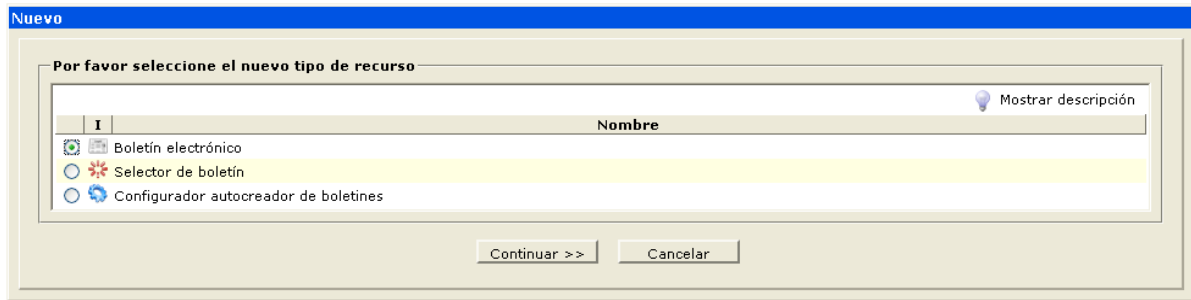 Nuevo
Por favor seleccione el nuevo tipo de recurso
Mostrar descripción
I Nombre
Boletín electrónico
Selector de boletín
Configurador autocreador de boletines
Continuar >> Cancelar